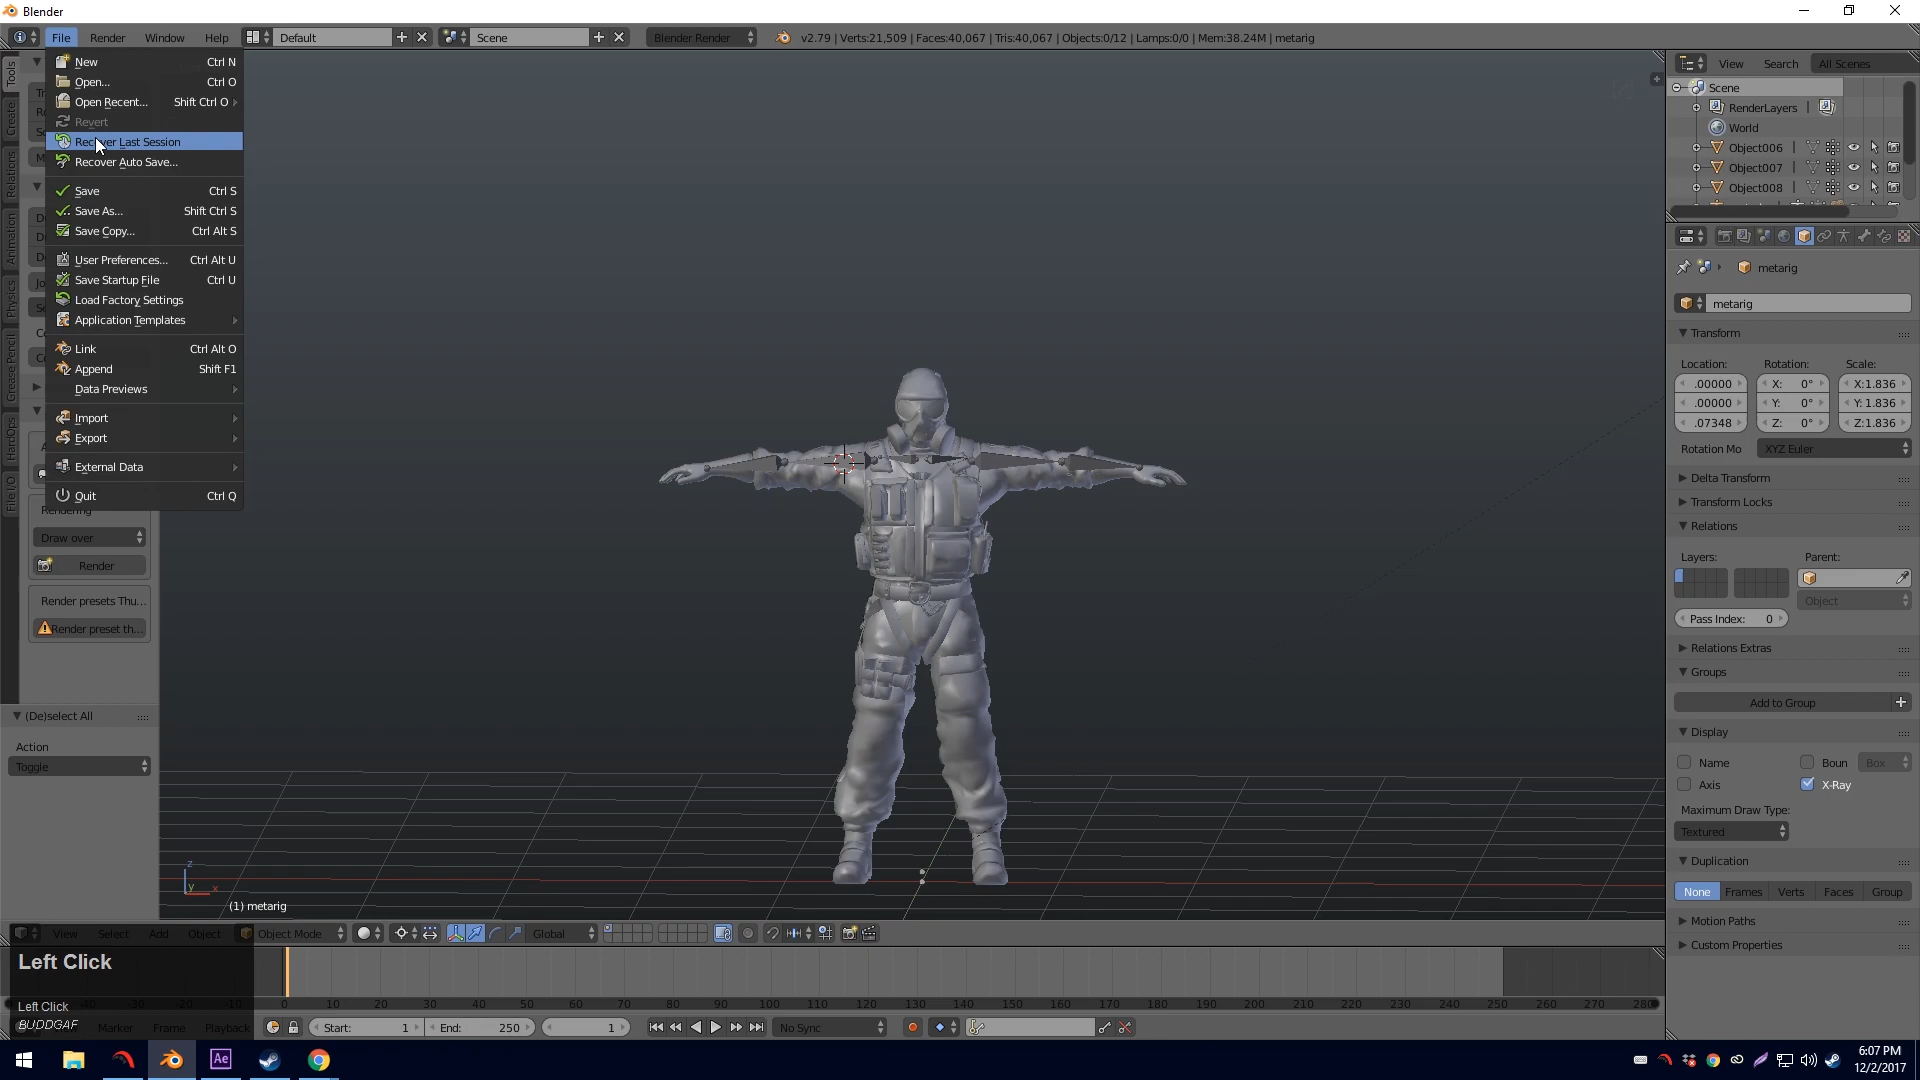 Blender
File Render Window Help Default Scene Blender Render v2.79 | Verts:21,509 | Faces:40,067 | Tris:40,067 | Objects:0/12 | Lamps:0/0 | Mem:38.24M | metarig
New Ctrl N
Open... Ctrl O
Open Recent... Shift Ctrl O
Revert
Recover Last Session
Recover Auto Save...
Save Ctrl S
Save As... Shift Ctrl S
Save Copy... Ctrl Alt S
User Preferences... Ctrl Alt U
Save Startup File Ctrl U
Load Factory Settings
Application Templates
Link Ctrl Alt O
Append Shift F1
Data Previews
Import
Export
External Data
Quit Ctrl Q
Tools
Create
Relations
Animation
Physics
Grease Pencil
HardOps
File I/O
Rendering
Draw over
Render
Render presets Thu...
Render preset th...
(De)select All
Action
Toggle
z
y x
(1) metarig
View Select Add Object Object Mode Global
Left Click
Left Click
BUDDGAF
0 10 20 30 40 50 60 70 80 90 100 110 120 130 140 150 160 170 180 190 200 210 220 230 240 250 260 270 280
Marker Frame Playback Start: 1 End: 250 1 No Sync
View Search All Scenes
Scene
RenderLayers
World
Object006
Object007
Object008
metarig
metarig
Transform
Location: Rotation: Scale:
.00000 X: 0° X:1.836
.00000 Y: 0° Y: 1.836
.07348 Z: 0° Z:1.836
Rotation Mo XYZ Euler
Delta Transform
Transform Locks
Relations
Layers: Parent:
Object
Pass Index: 0
Relations Extras
Groups
Add to Group
Display
Name Boun Box
Axis X-Ray
Maximum Draw Type:
Textured
Duplication
None Frames Verts Faces Group
Motion Paths
Custom Properties
Ae
6:07 PM
12/2/2017